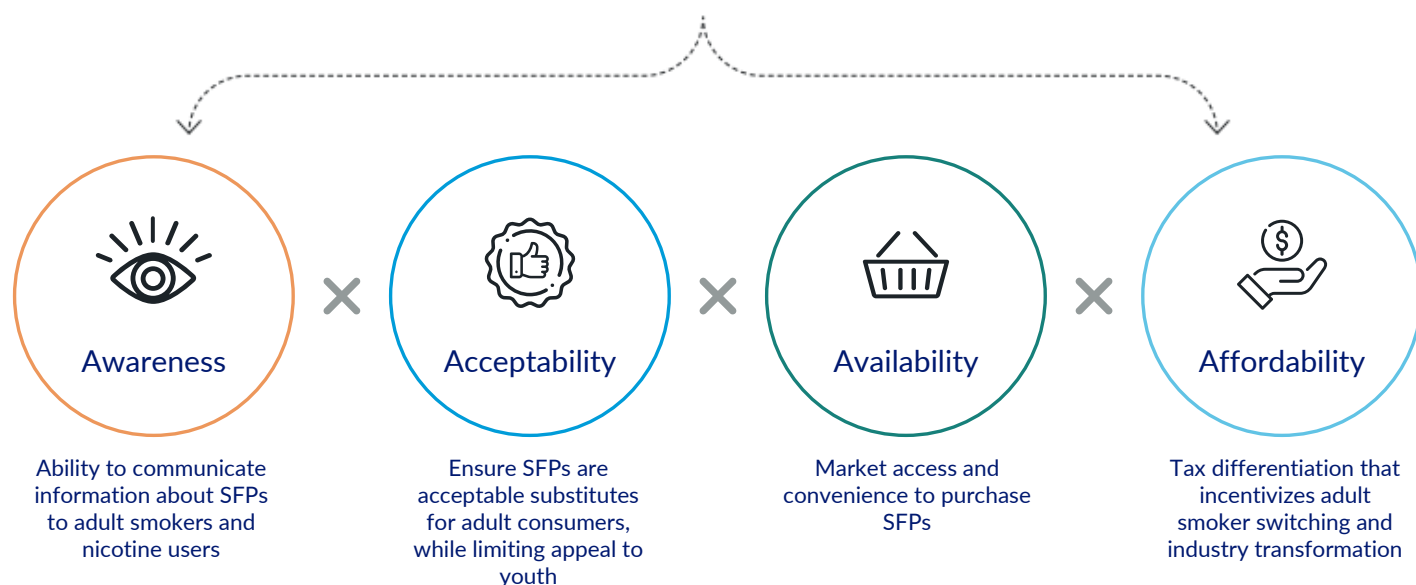 Awareness
Acceptability
Availability
Affordability
Ability to communicate
information about SFPs
to adult smokers and
nicotine users
Ensure SFPs are
acceptable substitutes
for adult consumers,
while limiting appeal to
youth
Market access and
convenience to purchase
SFPs
Tax differentiation that
incentivizes adult
smoker switching and
industry transformation